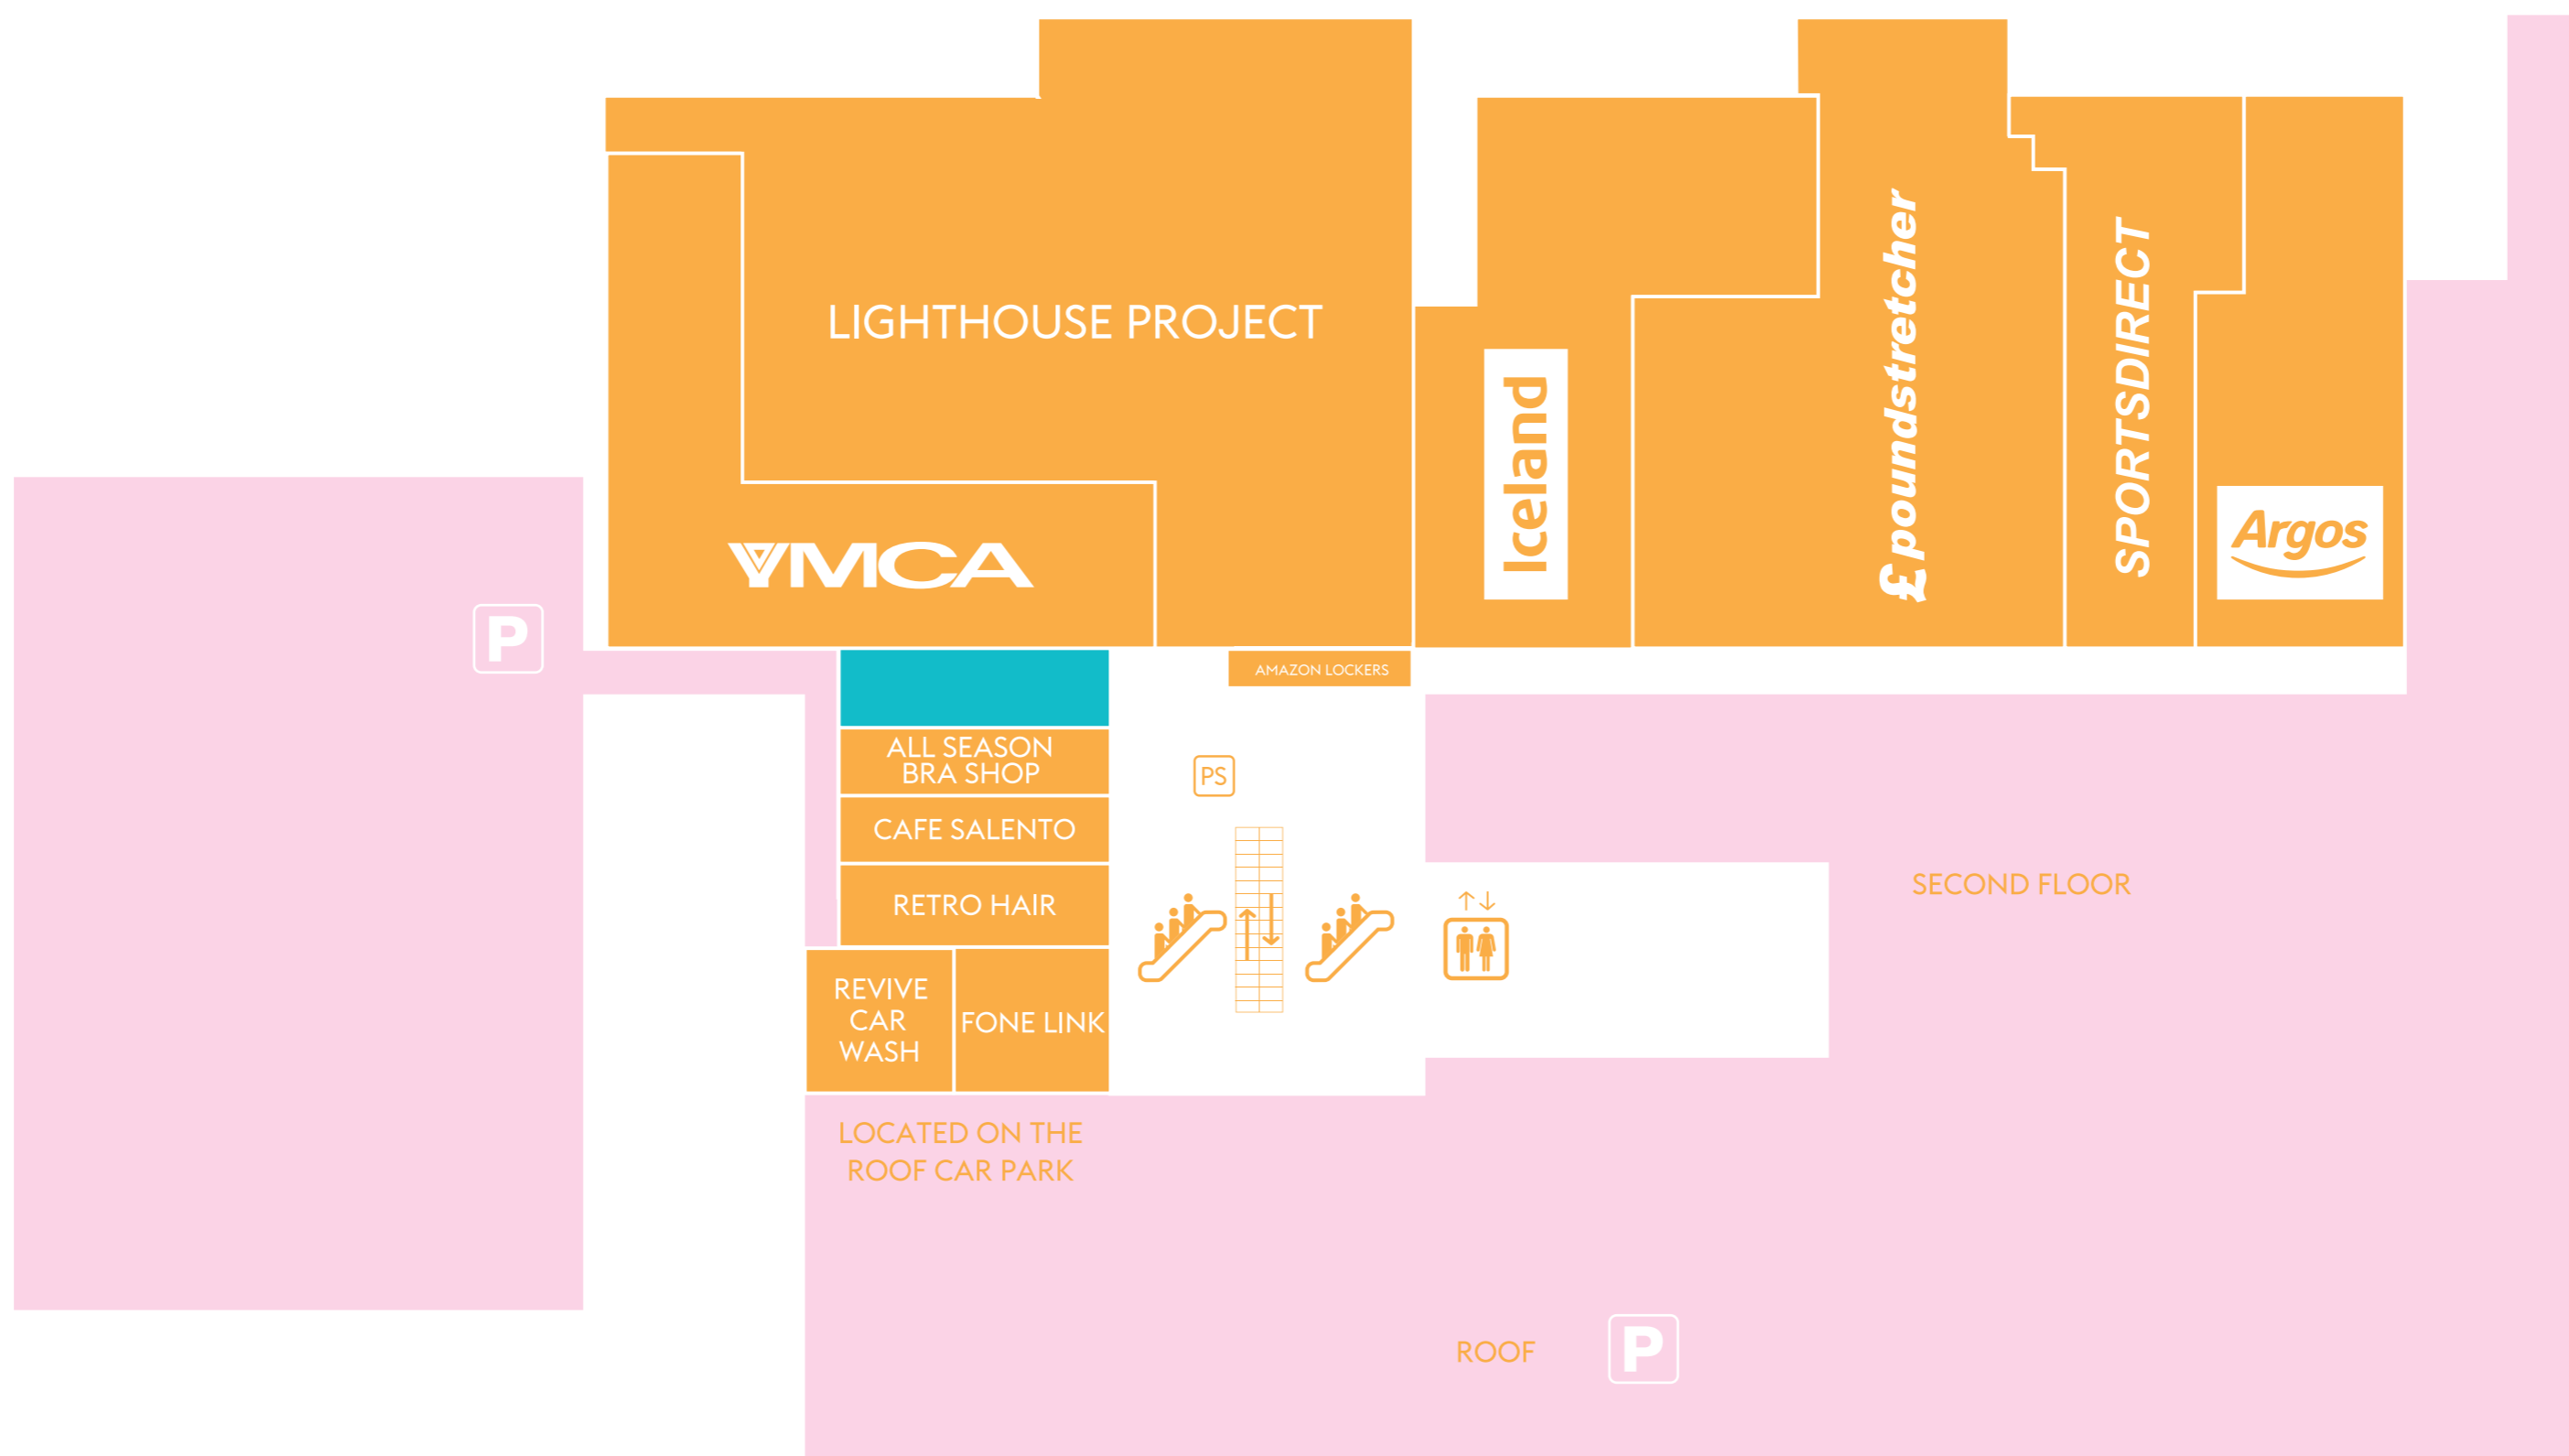 LIGHTHOUSE PROJECT
YMCA
Iceland
£ poundstretcher
SPORTSDIRECT
Argos
P
AMAZON LOCKERS
ALL SEASON
BRA SHOP
PS
CAFE SALENTO
RETRO HAIR
SECOND FLOOR
REVIVE
CAR
WASH
FONE LINK
LOCATED ON THE
ROOF CAR PARK
ROOF
P